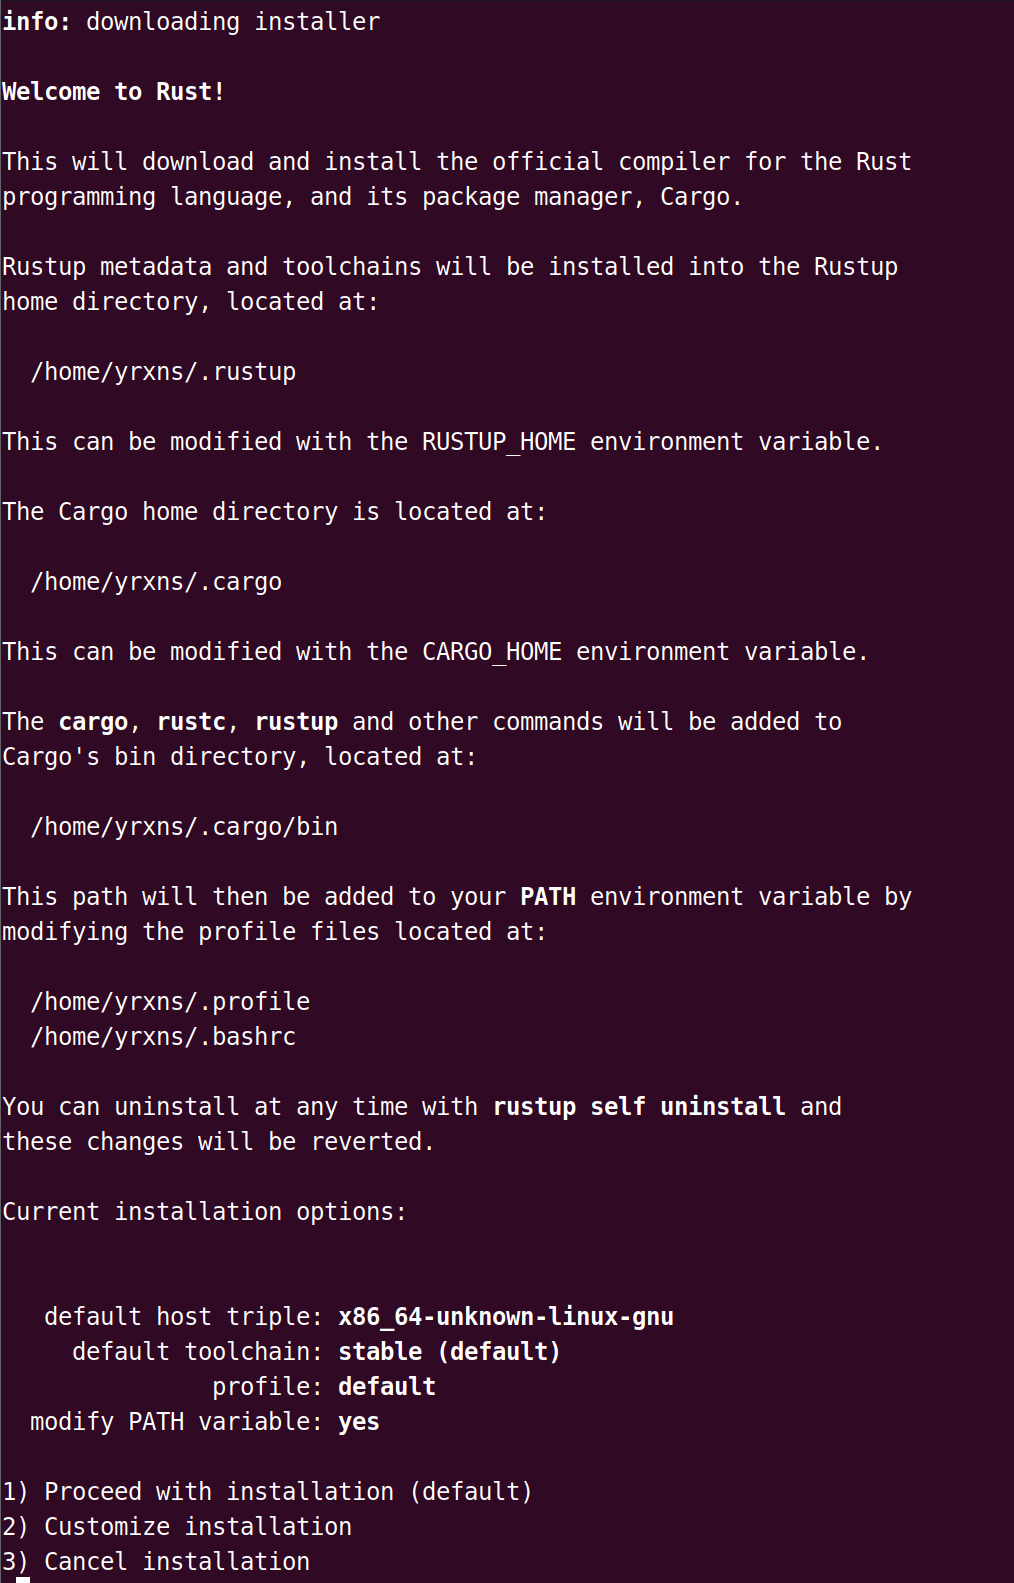 info: downloading installer

Welcome to Rust!

This will download and install the official compiler for the Rust
programming language, and its package manager, Cargo.

Rustup metadata and toolchains will be installed into the Rustup
home directory, located at:

  /home/yrxns/.rustup

This can be modified with the RUSTUP_HOME environment variable.

The Cargo home directory is located at:

  /home/yrxns/.cargo

This can be modified with the CARGO_HOME environment variable.

The cargo, rustc, rustup and other commands will be added to
Cargo's bin directory, located at:

  /home/yrxns/.cargo/bin

This path will then be added to your PATH environment variable by
modifying the profile files located at:

  /home/yrxns/.profile
  /home/yrxns/.bashrc

You can uninstall at any time with rustup self uninstall and
these changes will be reverted.

Current installation options:


   default host triple: x86_64-unknown-linux-gnu
     default toolchain: stable (default)
               profile: default
  modify PATH variable: yes

1) Proceed with installation (default)
2) Customize installation
3) Cancel installation